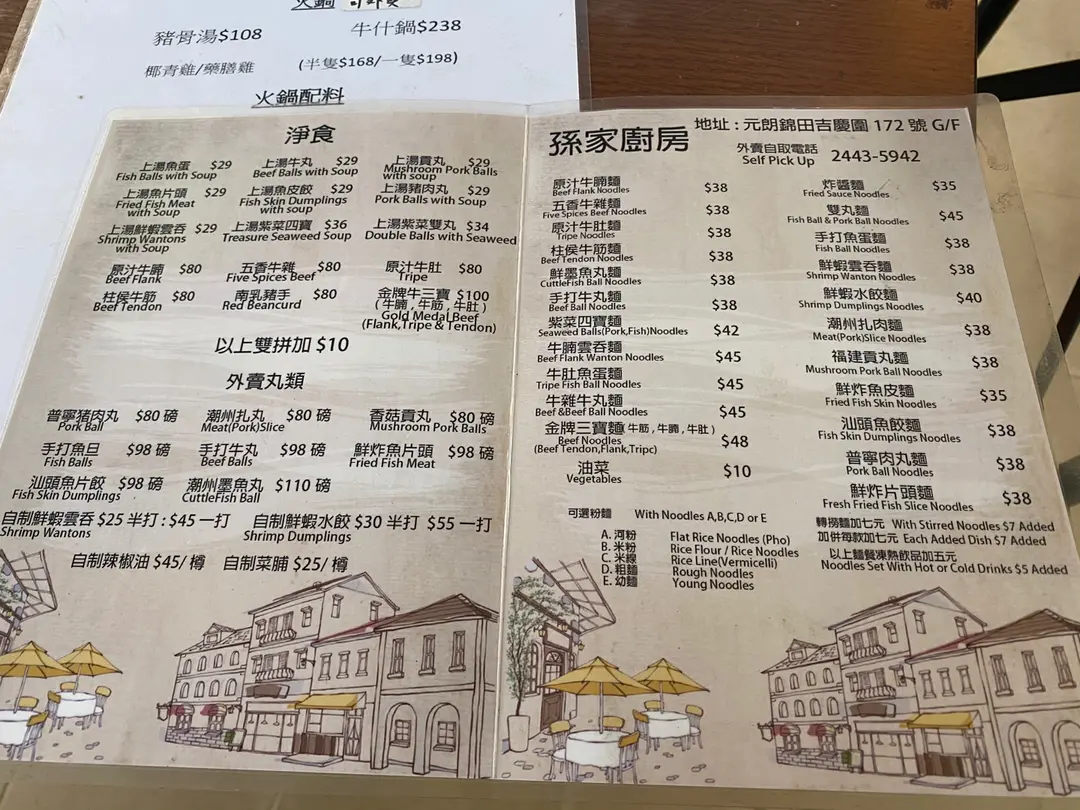 火鍋
豬骨湯$108 牛什鍋$238
椰青雞/藥膳雞 (半隻$168/一隻$198)
火鍋配料
淨食
上湯魚蛋 $29 上湯牛丸 $29 上湯貢丸 $29
Fish Balls with Soup Beef Balls with Soup Mushroom Pork Balls with Soup
上湯魚片頭 $29 上湯魚皮餃 $29 上湯豬肉丸 $29
Fried Fish Meat with Soup Fish Skin Dumplings with soup Pork Balls with Soup
上湯鮮蝦雲吞 $29 上湯紫菜四寶 $36 上湯紫菜雙丸 $34
Shrimp Wantons with Soup Treasure Seaweed Soup Double Balls with Seaweed
原汁牛腩 $80 五香牛雜 $80 原汁牛肚 $80
Beef Flank Five Spices Beef Tripe
柱侯牛筋 $80 南乳豬手 $80 金牌牛三寶 $100
Beef Tendon Red Beancurd (牛腩,牛筋,牛肚)
Gold Medal Beef
(Flank,Tripe & Tendon)
以上雙拼加 $10
外賣丸類
普寧猪肉丸 $80 磅 潮州扎丸 $80 磅 香菇貢丸 $80 磅
Pork Ball Meat(Pork)Slice Mushroom Pork Balls
手打魚旦 $98 磅 手打牛丸 $98 磅 鮮炸魚片頭 $98 磅
Fish Balls Beef Balls Fried Fish Meat
汕頭魚片餃 $98 磅 潮州墨魚丸 $110 磅
Fish Skin Dumplings CuttleFish Ball
自制鮮蝦雲吞 $25 半打 : $45 一打 自制鮮蝦水餃 $30 半打 $55 一打
Shrimp Wantons Shrimp Dumplings
自制辣椒油 $45/ 樽 自制菜脯 $25/ 樽
孫家廚房
地址 : 元朗錦田吉慶圍 172 號 G/F
外賣自取電話
Self Pick Up 2443-5942
原汁牛腩麵 $38
Beef Flank Noodles
五香牛雜麵 $38
Five Spices Beef Noodles
原汁牛肚麵 $38
Tripe Noodles
柱侯牛筋麵 $38
Beef Tendon Noodles
鮮墨魚丸麵 $38
CuttleFish Ball Noodles
手打牛丸麵 $38
Beef Ball Noodles
紫菜四寶麵 $42
Seaweed Balls(Pork,Fish)Noodles
牛腩雲吞麵 $45
Beef Flank Wanton Noodles
牛肚魚蛋麵 $45
Tripe Fish Ball Noodles
牛雜牛丸麵 $45
Beef &Beef Ball Noodles
金牌三寶麵 (牛筋,牛腩,牛肚) $48
Beef Noodles
(Beef Tendon,Flank,Tripc)
油菜 $10
Vegetables
炸醬麵 $35
Fried Sauce Noodles
雙丸麵 $45
Fish Ball & Pork Ball Noodles
手打魚蛋麵 $38
Fish Ball Noodles
鮮蝦雲吞麵 $38
Shrimp Wanton Noodles
鮮蝦水餃麵 $40
Shrimp Dumplings Noodles
潮州扎肉麵 $38
Meat(Pork)Slice Noodles
福建貢丸麵 $38
Mushroom Pork Ball Noodles
鮮炸魚皮麵 $35
Fried Fish Skin Noodles
汕頭魚餃麵 $38
Fish Skin Dumplings Noodles
普寧肉丸麵 $38
Pork Ball Noodles
鮮炸片頭麵 $38
Fresh Fried Fish Slice Noodles
可選粉麵 With Noodles A,B,C,D or E
A. 河粉 Flat Rice Noodles (Pho)
B. 米粉 Rice Flour / Rice Noodles
C. 米線 Rice Line(Vermicelli)
D. 粗麵 Rough Noodles
E. 幼麵 Young Noodles
轉撈麵加七元 With Stirred Noodles $7 Added
加併每款加七元 Each Added Dish $7 Added
以上麵餐凍熱飲品加五元
Noodles Set With Hot or Cold Drinks $5 Added